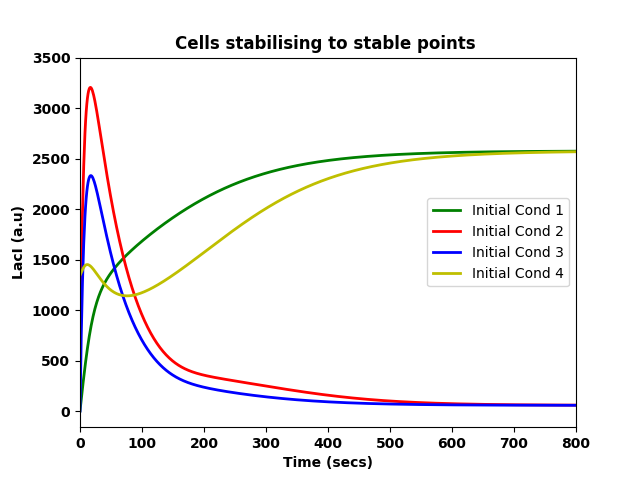 Cells stabilising to stable points
3500
3000
2500
2000
1500
1000
500
0
LacI (a.u)
Initial Cond 1
Initial Cond 2
Initial Cond 3
Initial Cond 4
0 100 200 300 400 500 600 700 800
Time (secs)